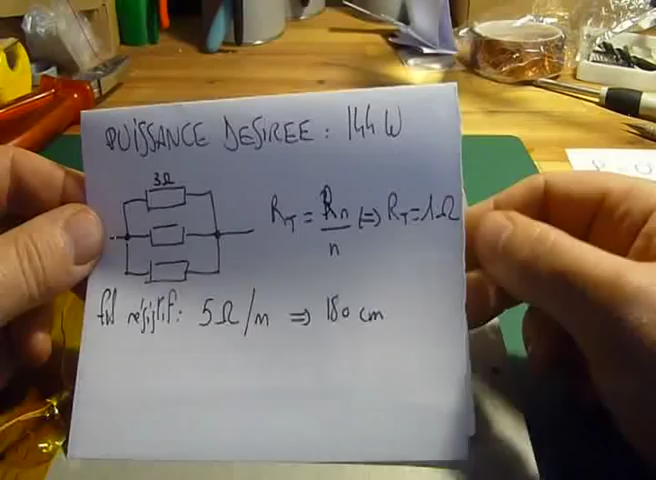 PUISSANCE DESIREE : 144 W
3Ω
R_T = R_n/n ⇔ R_T = 1Ω
fil résistif : 5Ω/m ⇒ 180 cm